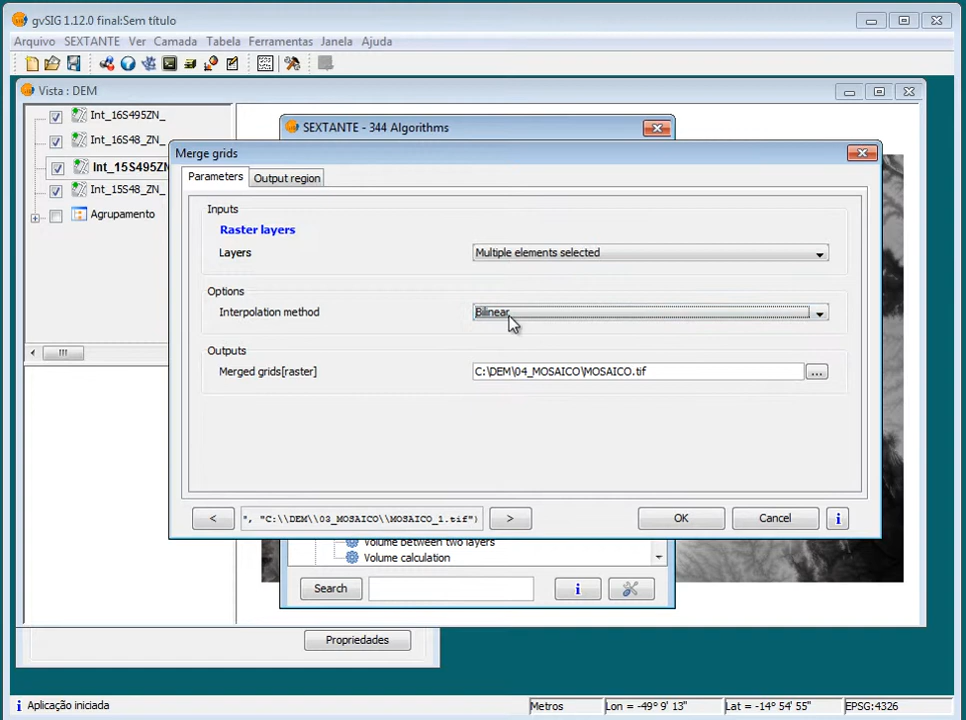 gvSIG 1.12.0 final:Sem título
Arquivo SEXTANTE Ver Camada Tabela Ferramentas Janela Ajuda
Vista : DEM
Int_16S495ZN_
Int_16S48_ZN_
Int_15S495ZN
Int_15S48_ZN_
Agrupamento
SEXTANTE - 344 Algorithms
Merge grids
Parameters Output region
Inputs
Raster layers
Layers Multiple elements selected
Options
Interpolation method Bilinear
Outputs
Merged grids[raster] C:\DEM\04_MOSAICO\MOSAICO.tif ...
< ", "C:\\DEM\\03_MOSAICO\\MOSAICO_1.tif") > OK Cancel i
Volume between two layers
Volume calculation
Search i
Propriedades
i Aplicação iniciada Metros Lon = -49° 9' 13" Lat = -14° 54' 55" EPSG:4326